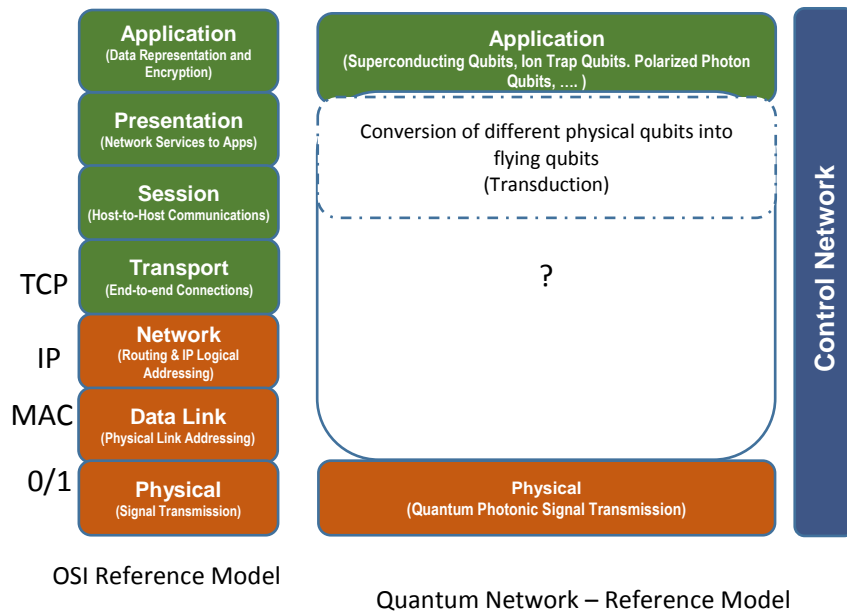 Application
(Data Representation and
Encryption)
Presentation
(Network Services to Apps)
Session
(Host-to-Host Communications)
TCP
Transport
(End-to-end Connections)
IP
Network
(Routing & IP Logical
Addressing)
MAC
Data Link
(Physical Link Addressing)
0/1
Physical
(Signal Transmission)
OSI Reference Model
Application
(Superconducting Qubits, Ion Trap Qubits. Polarized Photon
Qubits, .... )
Conversion of different physical qubits into
flying qubits
(Transduction)
?
Physical
(Quantum Photonic Signal Transmission)
Control Network
Quantum Network – Reference Model